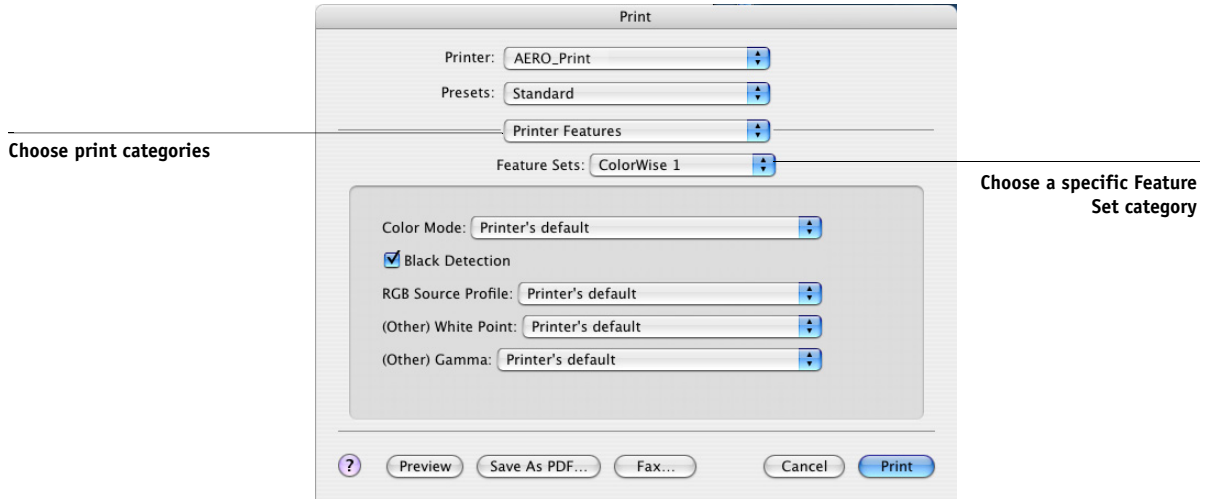 Print
Printer: AERO_Print
Presets: Standard
Printer Features
Choose print categories
Feature Sets: ColorWise 1
Choose a specific Feature
Set category
Color Mode: Printer's default
Black Detection
RGB Source Profile: Printer's default
(Other) White Point: Printer's default
(Other) Gamma: Printer's default
? Preview Save As PDF... Fax... Cancel Print